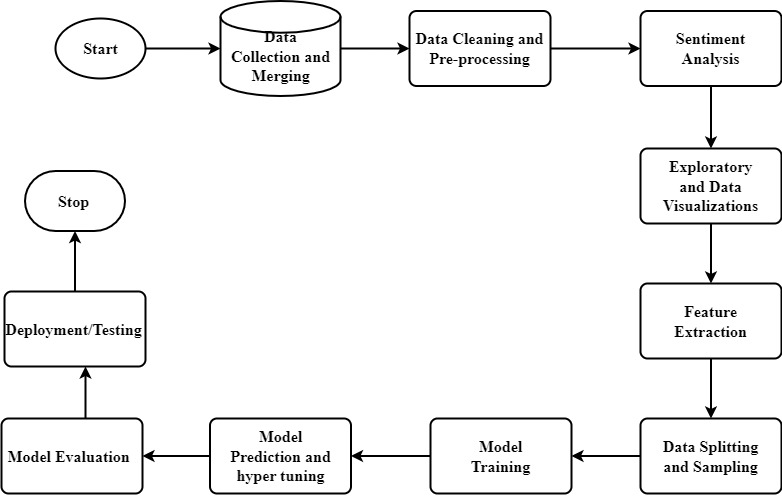 Start
Data
Collection and
Merging
Data Cleaning and
Pre-processing
Sentiment
Analysis
Exploratory
and Data
Visualizations
Feature
Extraction
Data Splitting
and Sampling
Model
Training
Model
Prediction and
hyper tuning
Model Evaluation
Deployment/Testing
Stop